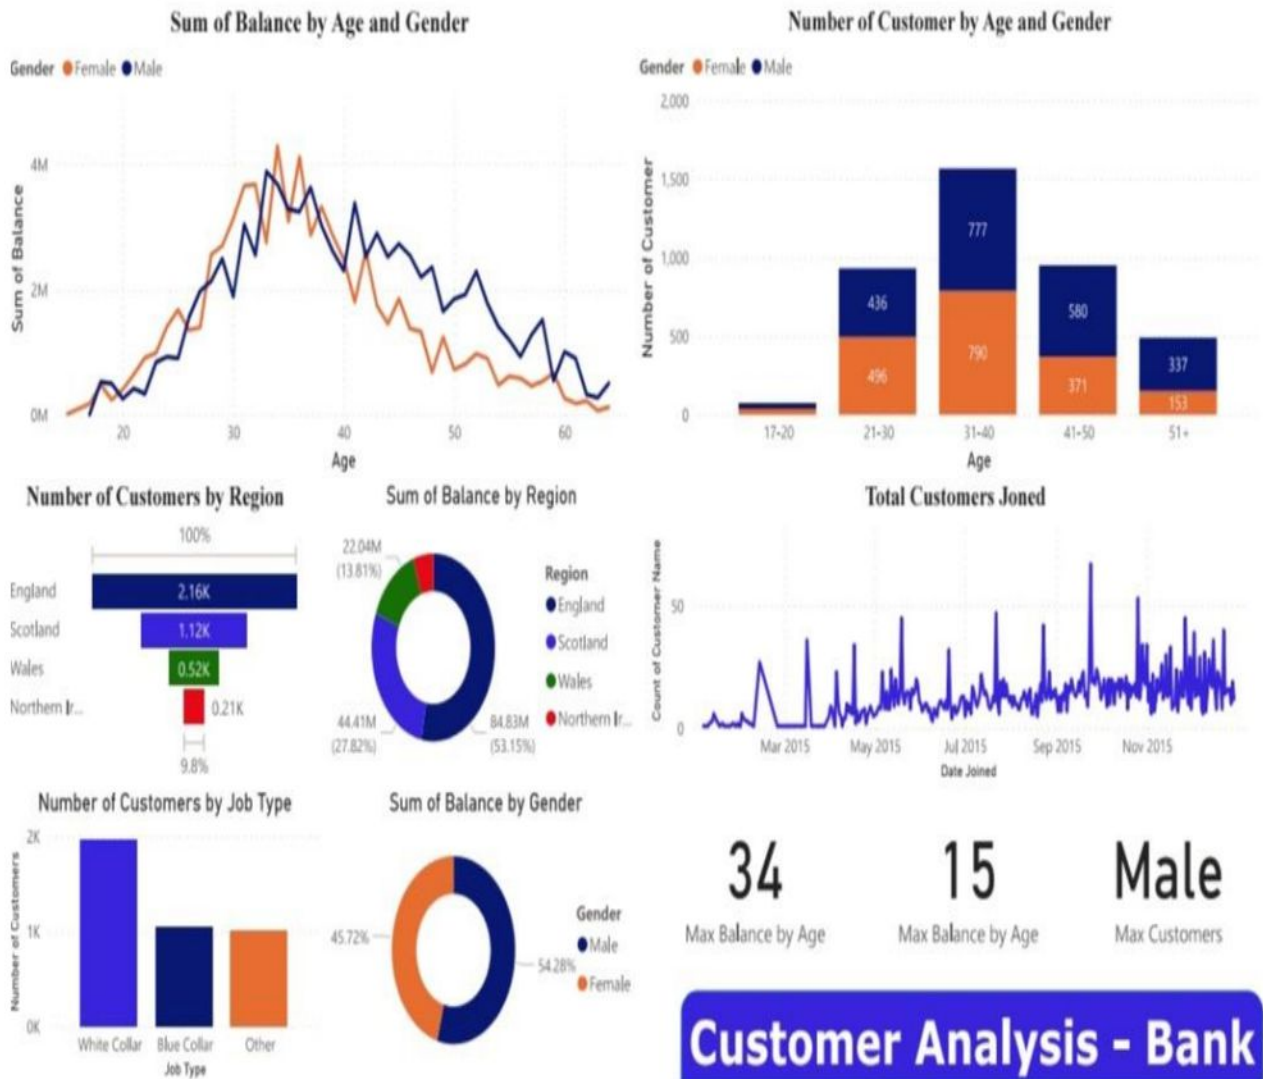 Sum of Balance by Age and Gender
Gender Female Male
Sum of Balance
4M
2M
0M
20 30 40 50 60
Age
Number of Customer by Age and Gender
Gender Female Male
Number of Customer
2,000
1,500
1,000
500
0
436
496
777
790
580
371
337
153
17-20 21-30 31-40 41-50 51+
Age
Number of Customers by Region
100%
England 2.16K
Scotland 1.12K
Wales 0.52K
Northern Ir... 0.21K
9.8%
Sum of Balance by Region
22.04M
(13.81%)
44.41M
(27.82%)
84.83M
(53.15%)
Region
England
Scotland
Wales
Northern Ir...
Total Customers Joned
Count of Customer Name
50
0
Mar 2015 May 2015 Jul 2015 Sep 2015 Nov 2015
Date Joined
Number of Customers by Job Type
Number of Customers
2K
1K
0K
White Collar Blue Collar Other
Job Type
Sum of Balance by Gender
45.72%
54.28%
Gender
Male
Female
34
Max Balance by Age
15
Max Balance by Age
Male
Max Customers
Customer Analysis - Bank